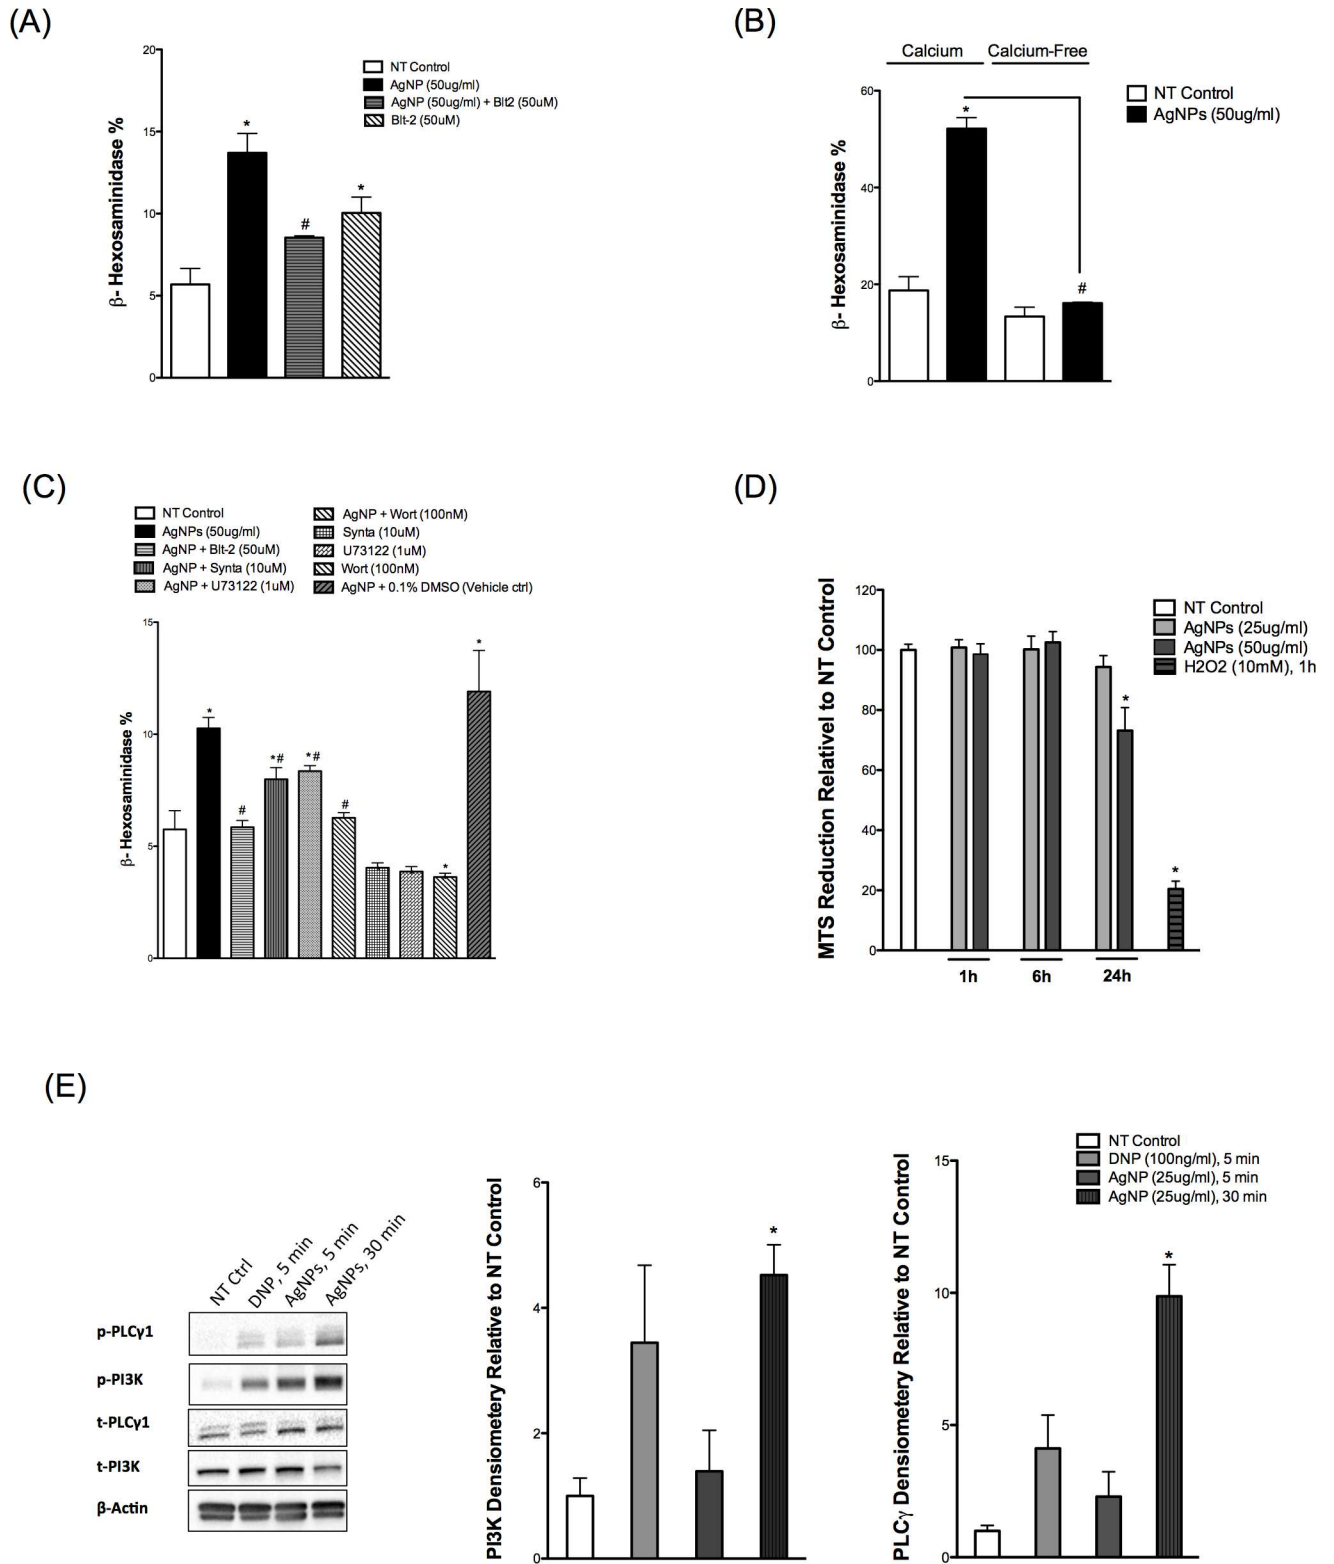 (A)
20
15
10
5
0
β- Hexosaminidase %
NT Control
AgNP (50ug/ml)
AgNP (50ug/ml) + Blt2 (50uM)
Blt-2 (50uM)
*
#
*
(B)
Calcium
Calcium-Free
60
40
20
0
β- Hexosaminidase %
NT Control
AgNPs (50ug/ml)
*
#
(C)
NT Control
AgNPs (50ug/ml)
AgNP + Blt-2 (50uM)
AgNP + Synta (10uM)
AgNP + U73122 (1uM)
AgNP + Wort (100nM)
Synta (10uM)
U73122 (1uM)
Wort (100nM)
AgNP + 0.1% DMSO (Vehicle ctrl)
15
10
5
0
β- Hexosaminidase %
*
#
*#
*#
#
*
*
(D)
120
100
80
60
40
20
0
MTS Reduction Relativel to NT Control
NT Control
AgNPs (25ug/ml)
AgNPs (50ug/ml)
H2O2 (10mM), 1h
*
*
1h
6h
24h
(E)
NT Ctrl
DNP, 5 min
AgNPs, 5 min
AgNPs, 30 min
p-PLCγ1
p-PI3K
t-PLCγ1
t-PI3K
β-Actin
6
4
2
0
PI3K Densiometery Relative to NT Control
*
15
10
5
0
PLCγ Densiometery Relative to NT Control
NT Control
DNP (100ng/ml), 5 min
AgNP (25ug/ml), 5 min
AgNP (25ug/ml), 30 min
*